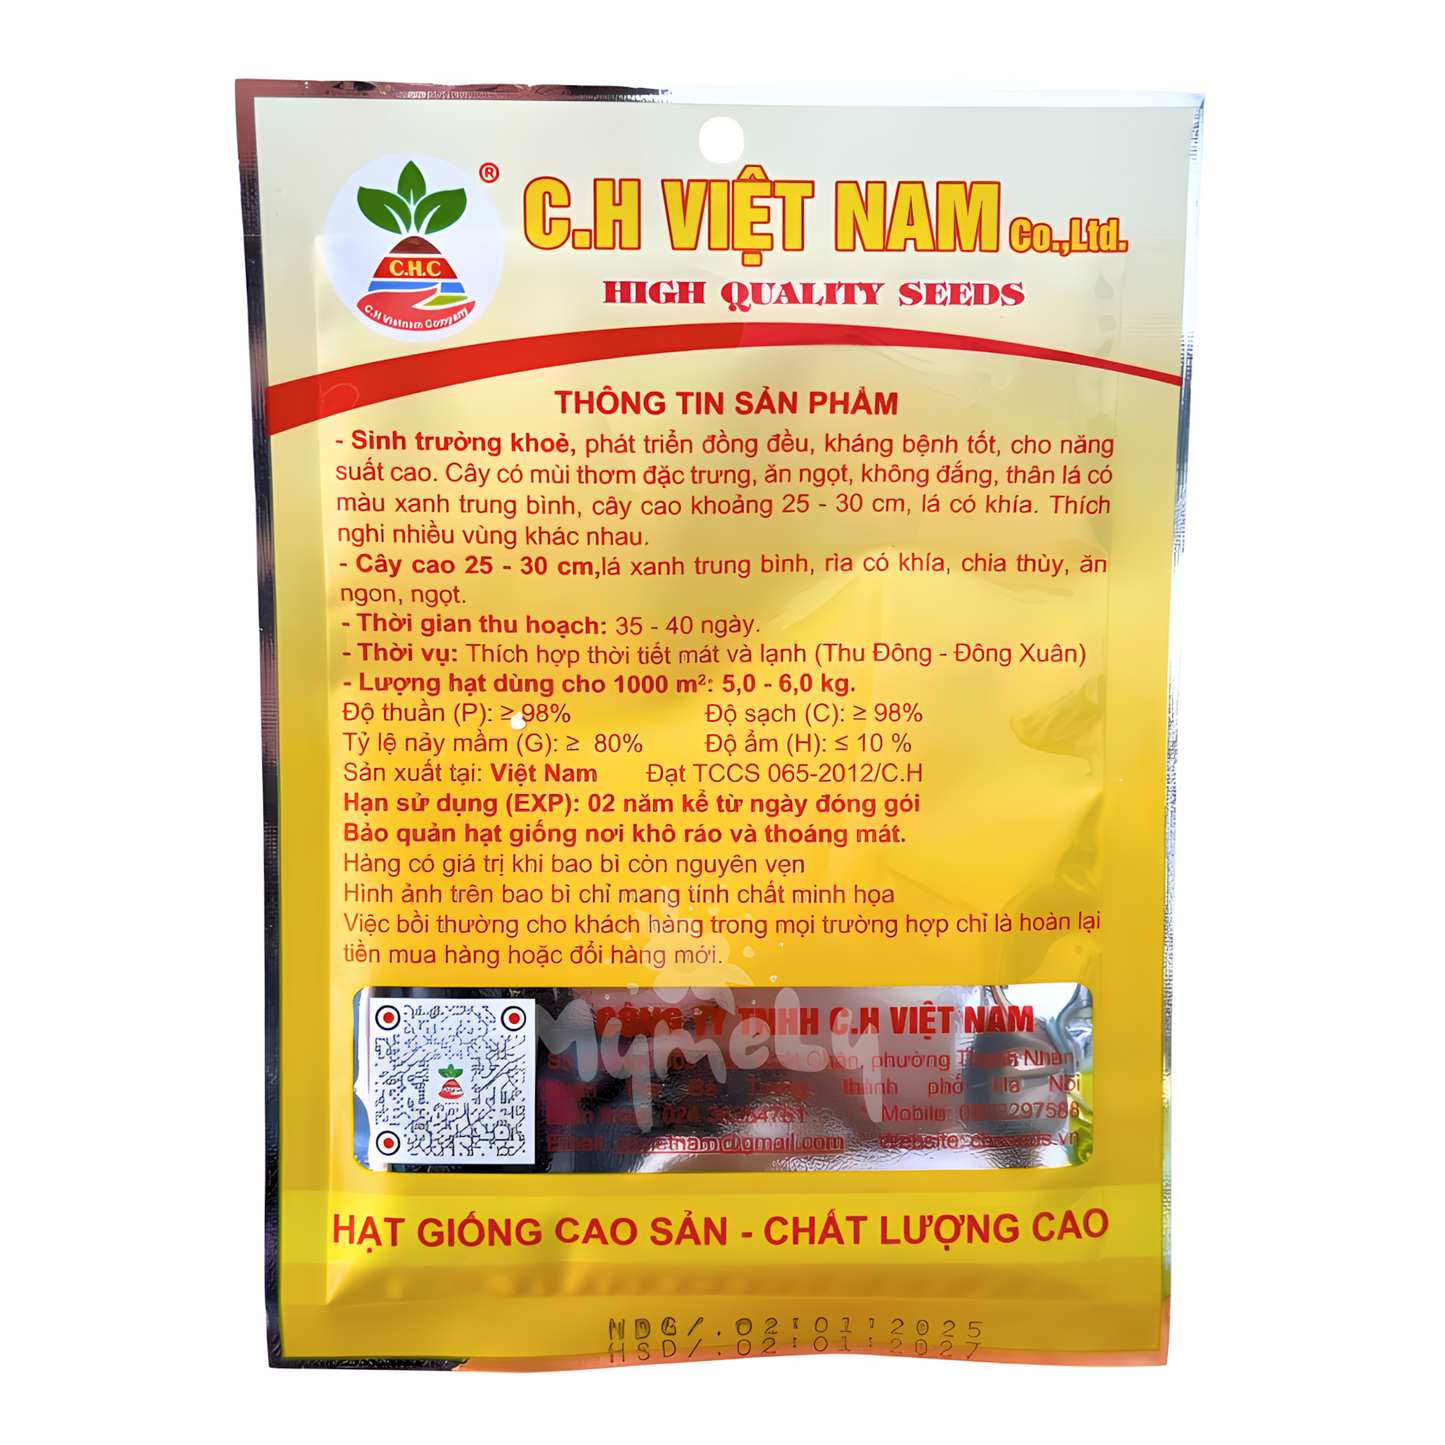 ®
C.H VIỆT NAM Co.,Ltd.
C.H.C
C.H Vietnam Company
HIGH QUALITY SEEDS
THÔNG TIN SẢN PHẨM
- Sinh trưởng khoẻ, phát triển đồng đều, kháng bệnh tốt, cho năng
suất cao. Cây có mùi thơm đặc trưng, ăn ngọt, không đắng, thân lá có
màu xanh trung bình, cây cao khoảng 25 - 30 cm, lá có khía. Thích
nghi nhiều vùng khác nhau.
- Cây cao 25 - 30 cm,lá xanh trung bình, rìa có khía, chia thùy, ăn
ngon, ngọt.
- Thời gian thu hoạch: 35 - 40 ngày.
- Thời vụ: Thích hợp thời tiết mát và lạnh (Thu Đông - Đông Xuân)
- Lượng hạt dùng cho 1000 m²: 5,0 - 6,0 kg.
Độ thuần (P): ≥ 98% Độ sạch (C): ≥ 98%
Tỷ lệ nảy mầm (G): ≥ 80% Độ ẩm (H): ≤ 10 %
Sản xuất tại: Việt Nam Đạt TCCS 065-2012/C.H
Hạn sử dụng (EXP): 02 năm kể từ ngày đóng gói
Bảo quản hạt giống nơi khô ráo và thoáng mát.
Hàng có giá trị khi bao bì còn nguyên vẹn
Hình ảnh trên bao bì chỉ mang tính chất minh họa
Việc bồi thường cho khách hàng trong mọi trường hợp chỉ là hoàn lại
tiền mua hàng hoặc đổi hàng mới.
MymeLy
CÔNG TY TNHH C.H VIỆT NAM
phường
thành phố Hà Nội
024 Mobile:
Email: Website:
HẠT GIỐNG CAO SẢN - CHẤT LƯỢNG CAO
NDG/.02:01:2025
HSD/.02:01:2027